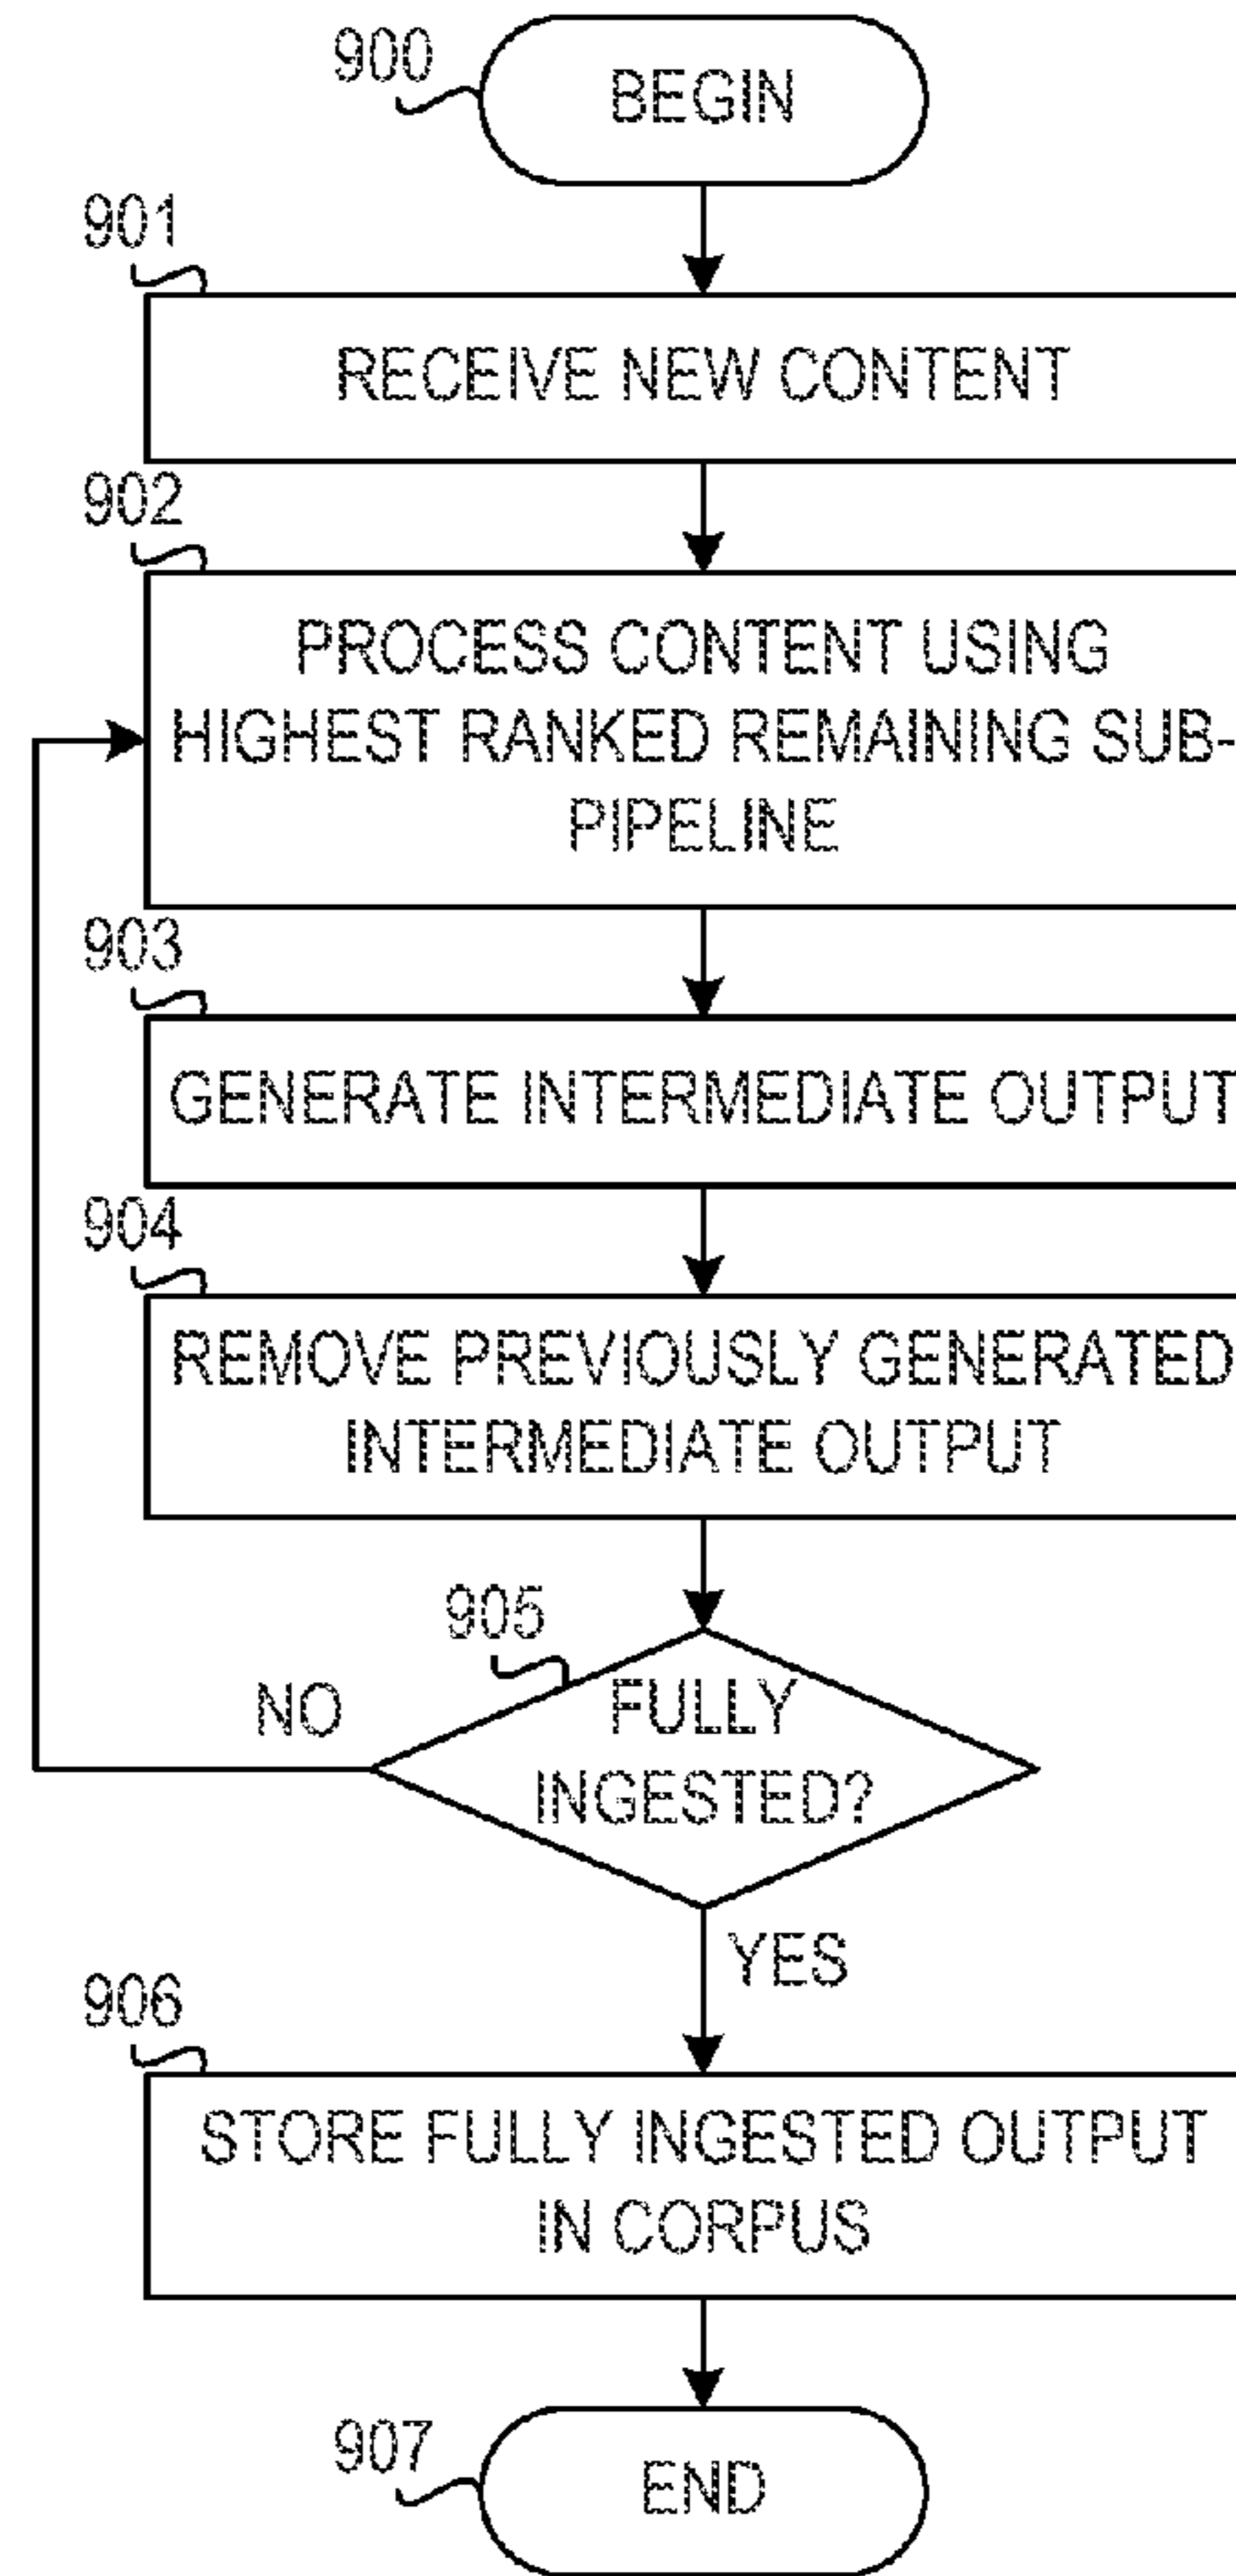 900
BEGIN
901
RECEIVE NEW CONTENT
902
PROCESS CONTENT USING
HIGHEST RANKED REMAINING SUB-
PIPELINE
903
GENERATE INTERMEDIATE OUTPUT
904
REMOVE PREVIOUSLY GENERATED
INTERMEDIATE OUTPUT
905
FULLY
INGESTED?
NO
YES
906
STORE FULLY INGESTED OUTPUT
IN CORPUS
907
END